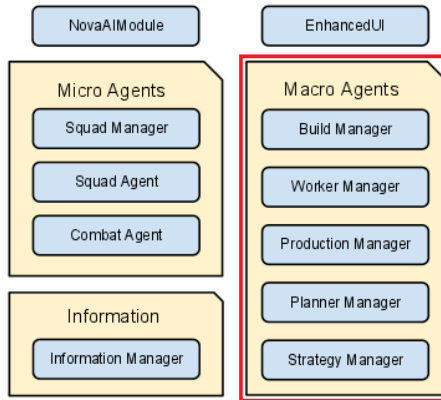 NovaAIModule
EnhancedUI
Micro Agents
Squad Manager
Squad Agent
Combat Agent
Information
Information Manager
Macro Agents
Build Manager
Worker Manager
Production Manager
Planner Manager
Strategy Manager